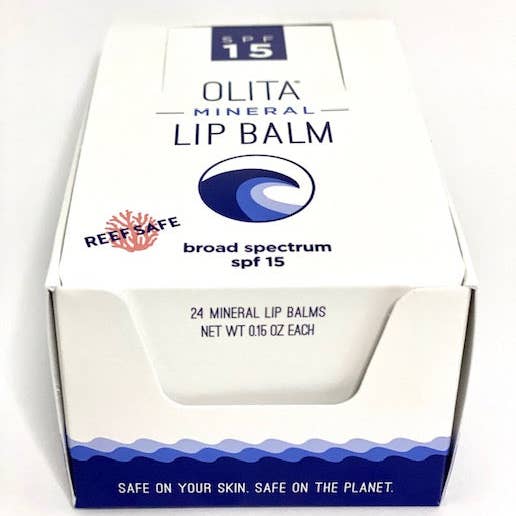 SPF
15
OLITA®
MINERAL
LIP BALM
REEF SAFE
broad spectrum
spf 15
24 MINERAL LIP BALMS
NET WT 0.15 OZ EACH
SAFE ON YOUR SKIN. SAFE ON THE PLANET.